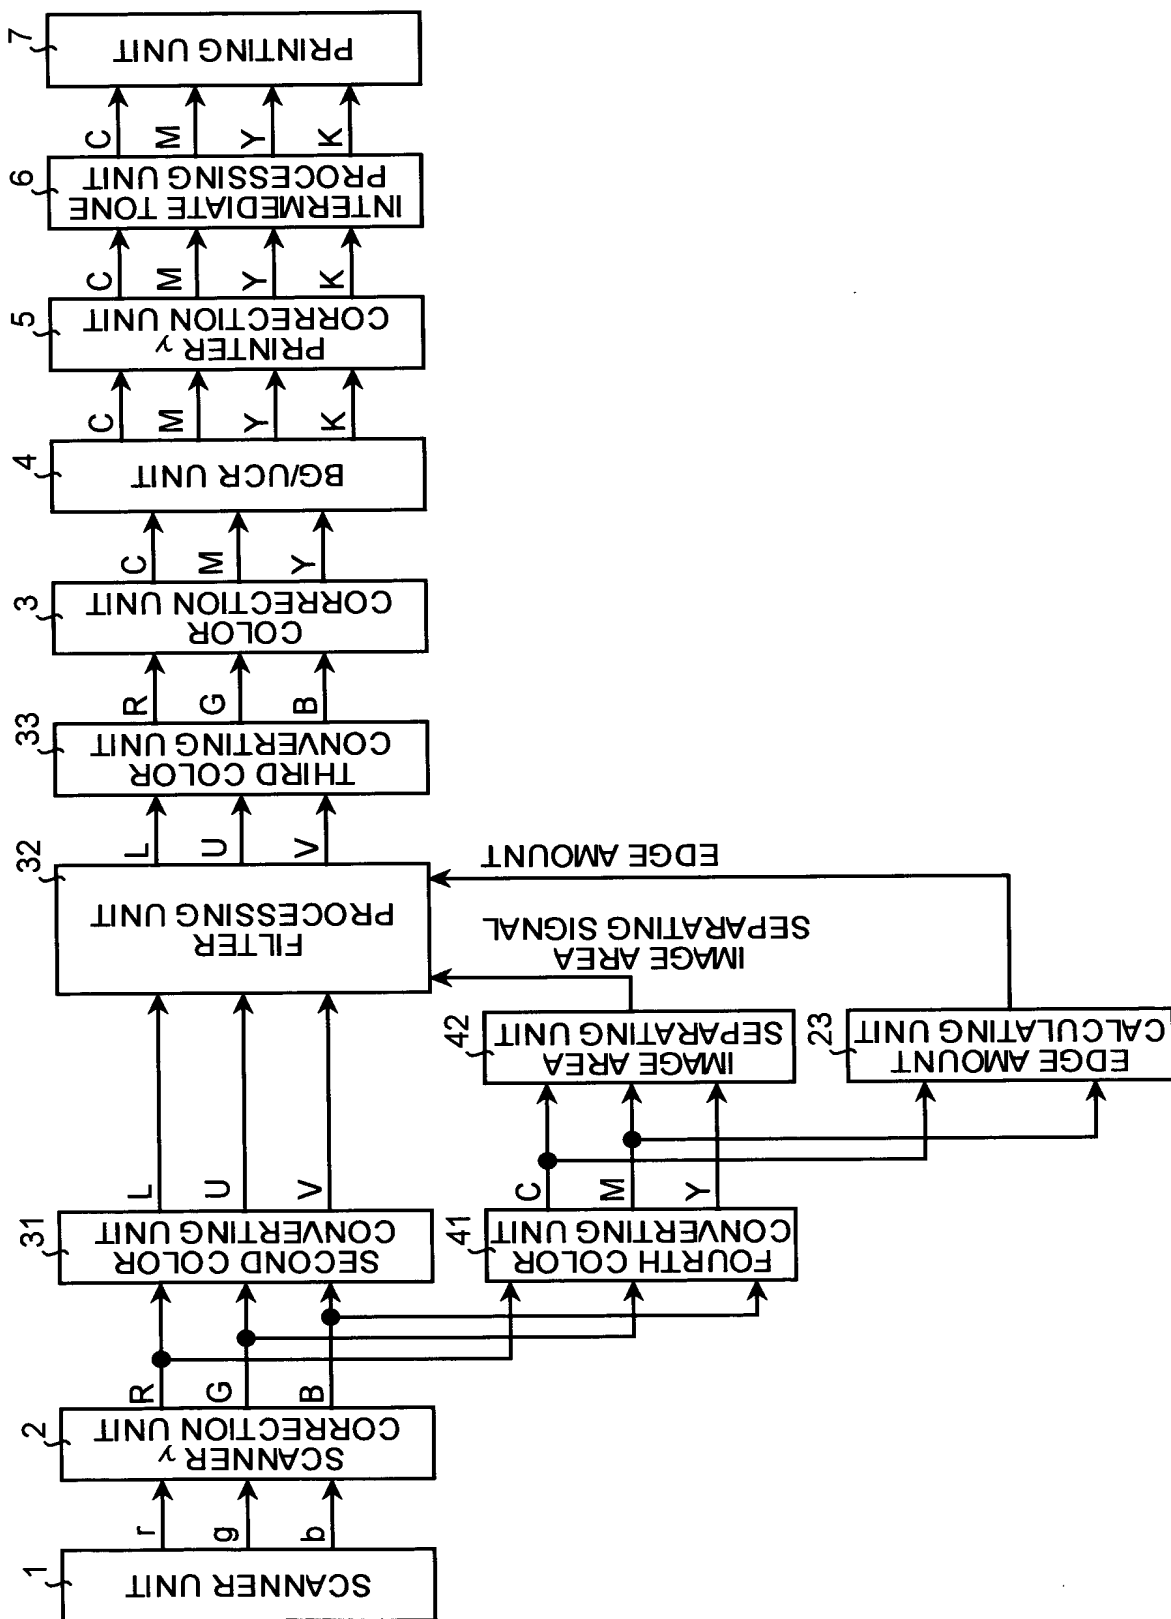 1
SCANNER UNIT
r
g
b
2
SCANNER γ
CORRECTION UNIT
R
G
B
31
SECOND COLOR
CONVERTING UNIT
L
U
V
41
FOURTH COLOR
CONVERTING UNIT
C
M
Y
42
IMAGE AREA
SEPARATING UNIT
23
EDGE AMOUNT
CALCULATING UNIT
IMAGE AREA
SEPARATING SIGNAL
EDGE AMOUNT
32
FILTER
PROCESSING UNIT
L
U
V
33
THIRD COLOR
CONVERTING UNIT
R
G
B
3
COLOR
CORRECTION UNIT
C
M
Y
4
BG/UCR UNIT
C
M
Y
K
5
PRINTER γ
CORRECTION UNIT
C
M
Y
K
6
INTERMEDIATE TONE
PROCESSING UNIT
C
M
Y
K
7
PRINTING UNIT